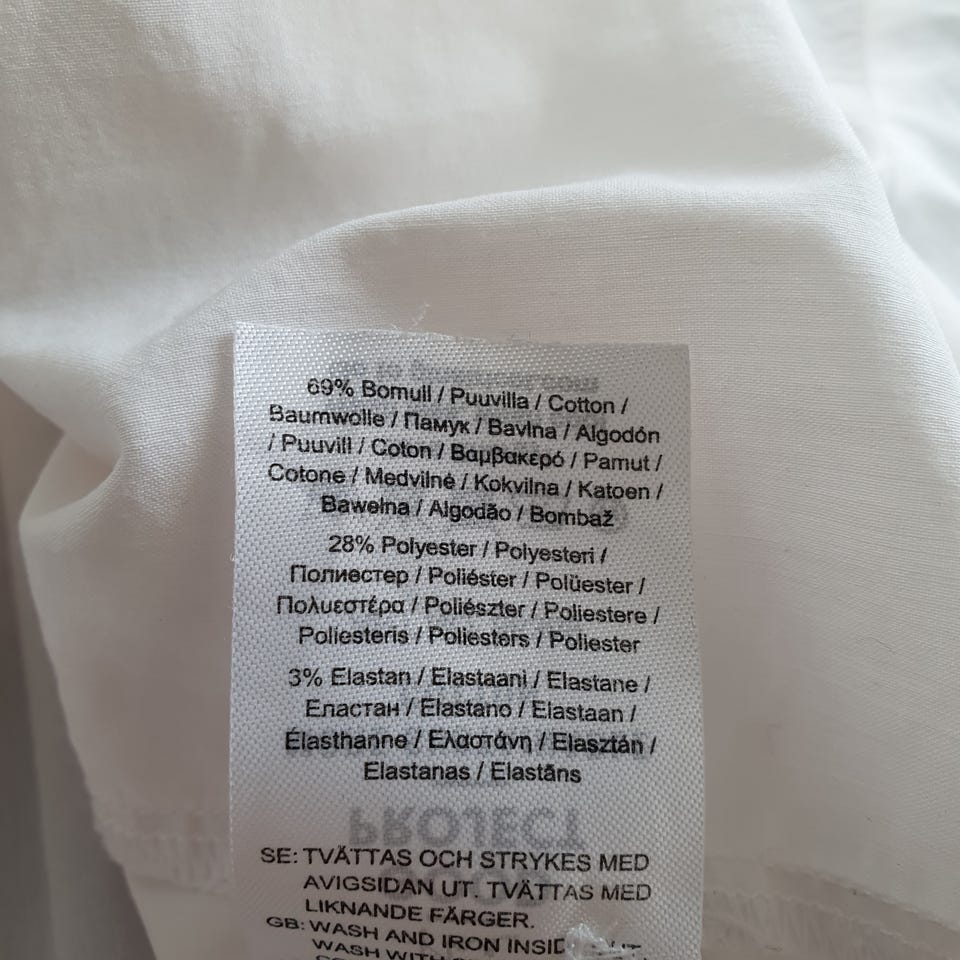 69% Bomull / Puuvilla / Cotton /
Baumwolle / Памук / Bavlna / Algodón
/ Puuvill / Coton / Βαμβακερό / Pamut /
Cotone / Medvilnė / Kokvilna / Katoen /
Bawełna / Algodão / Bombaž
28% Polyester / Polyesteri /
Полиестер / Poliéster / Polüester /
Πολυεστέρα / Poliészter / Poliestere /
Poliesteris / Poliesters / Poliester
3% Elastan / Elastaani / Elastane /
Еластан / Elastano / Elastaan /
Élasthanne / Ελαστάνη / Elasztán /
Elastanas / Elastāns
PROJECT
SE: TVÄTTAS OCH STRYKES MED
AVIGSIDAN UT. TVÄTTAS MED
LIKNANDE FÄRGER.
GB: WASH AND IRON
WASH WITH